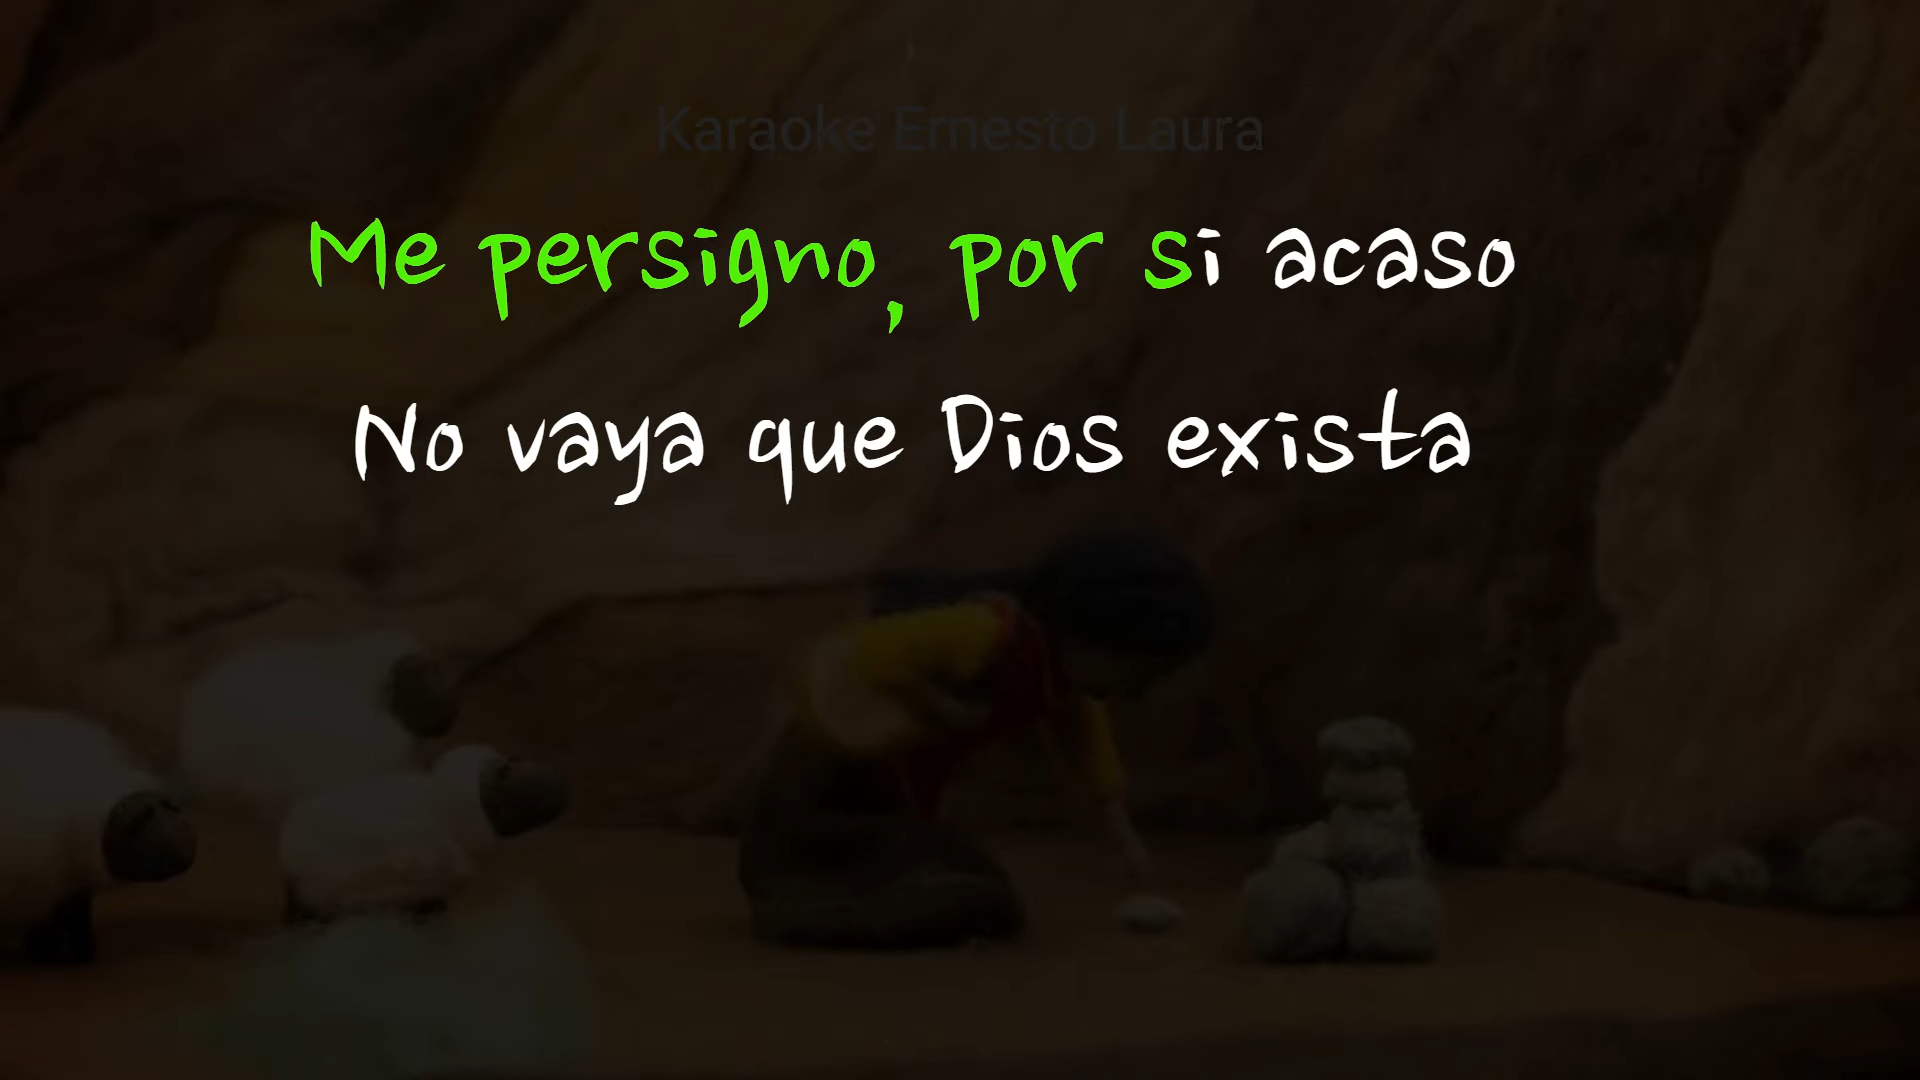 Karaoke Ernesto Laura
Me persigno, por si acaso
No vaya que Dios exista